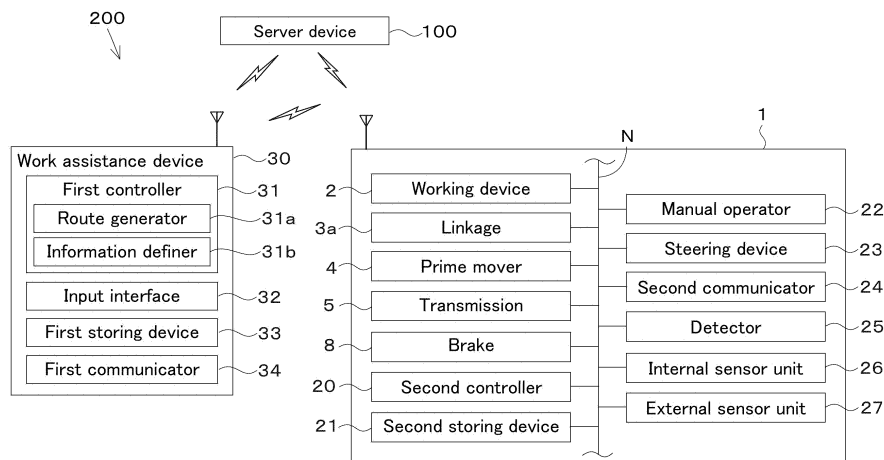 200
Server device 100
1
N
Work assistance device 30
First controller 31
Route generator 31a
Information definer 31b
Input interface 32
First storing device 33
First communicator 34
2 Working device
3a Linkage
4 Prime mover
5 Transmission
8 Brake
20 Second controller
21 Second storing device
Manual operator 22
Steering device 23
Second communicator 24
Detector 25
Internal sensor unit 26
External sensor unit 27